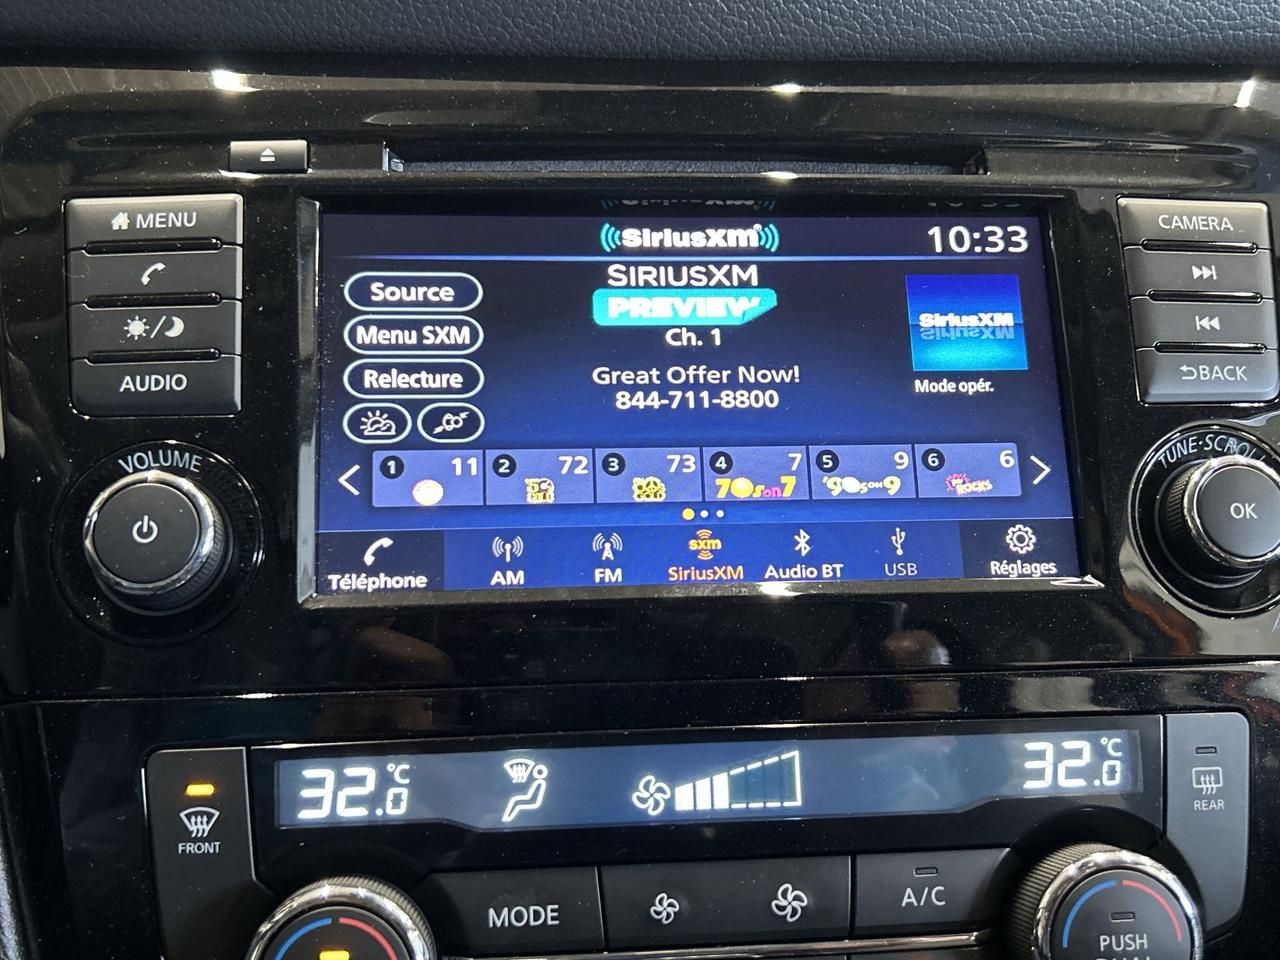 MENU
AUDIO
VOLUME
SiriusXM
10:33
SIRIUSXM
PREVIEW
Ch. 1
Great Offer Now!
844-711-8800
Source
Menu SXM
Relecture
SiriusXM
Mode opér.
1 11
2 72
3 73
4 7
70s on 7
5 9
'90s ON 9
6 6
Téléphone
AM
FM
sxm
SiriusXM
Audio BT
USB
Réglages
CAMERA
BACK
TUNE·SCROLL
OK
32.0 °C
32.0 °C
FRONT
REAR
MODE
A/C
PUSH
DUAL